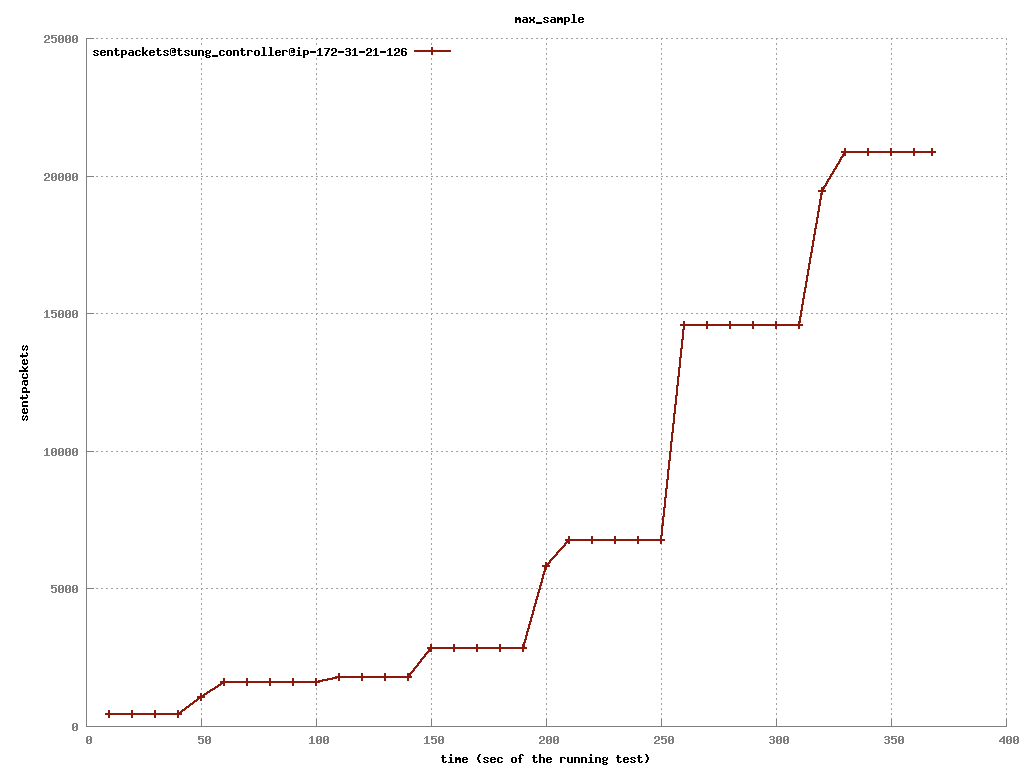 max_sample
sentpackets@tsung_controller@ip-172-31-21-126
25000
20000
15000
10000
5000
0
sentpackets
0 50 100 150 200 250 300 350 400
time (sec of the running test)